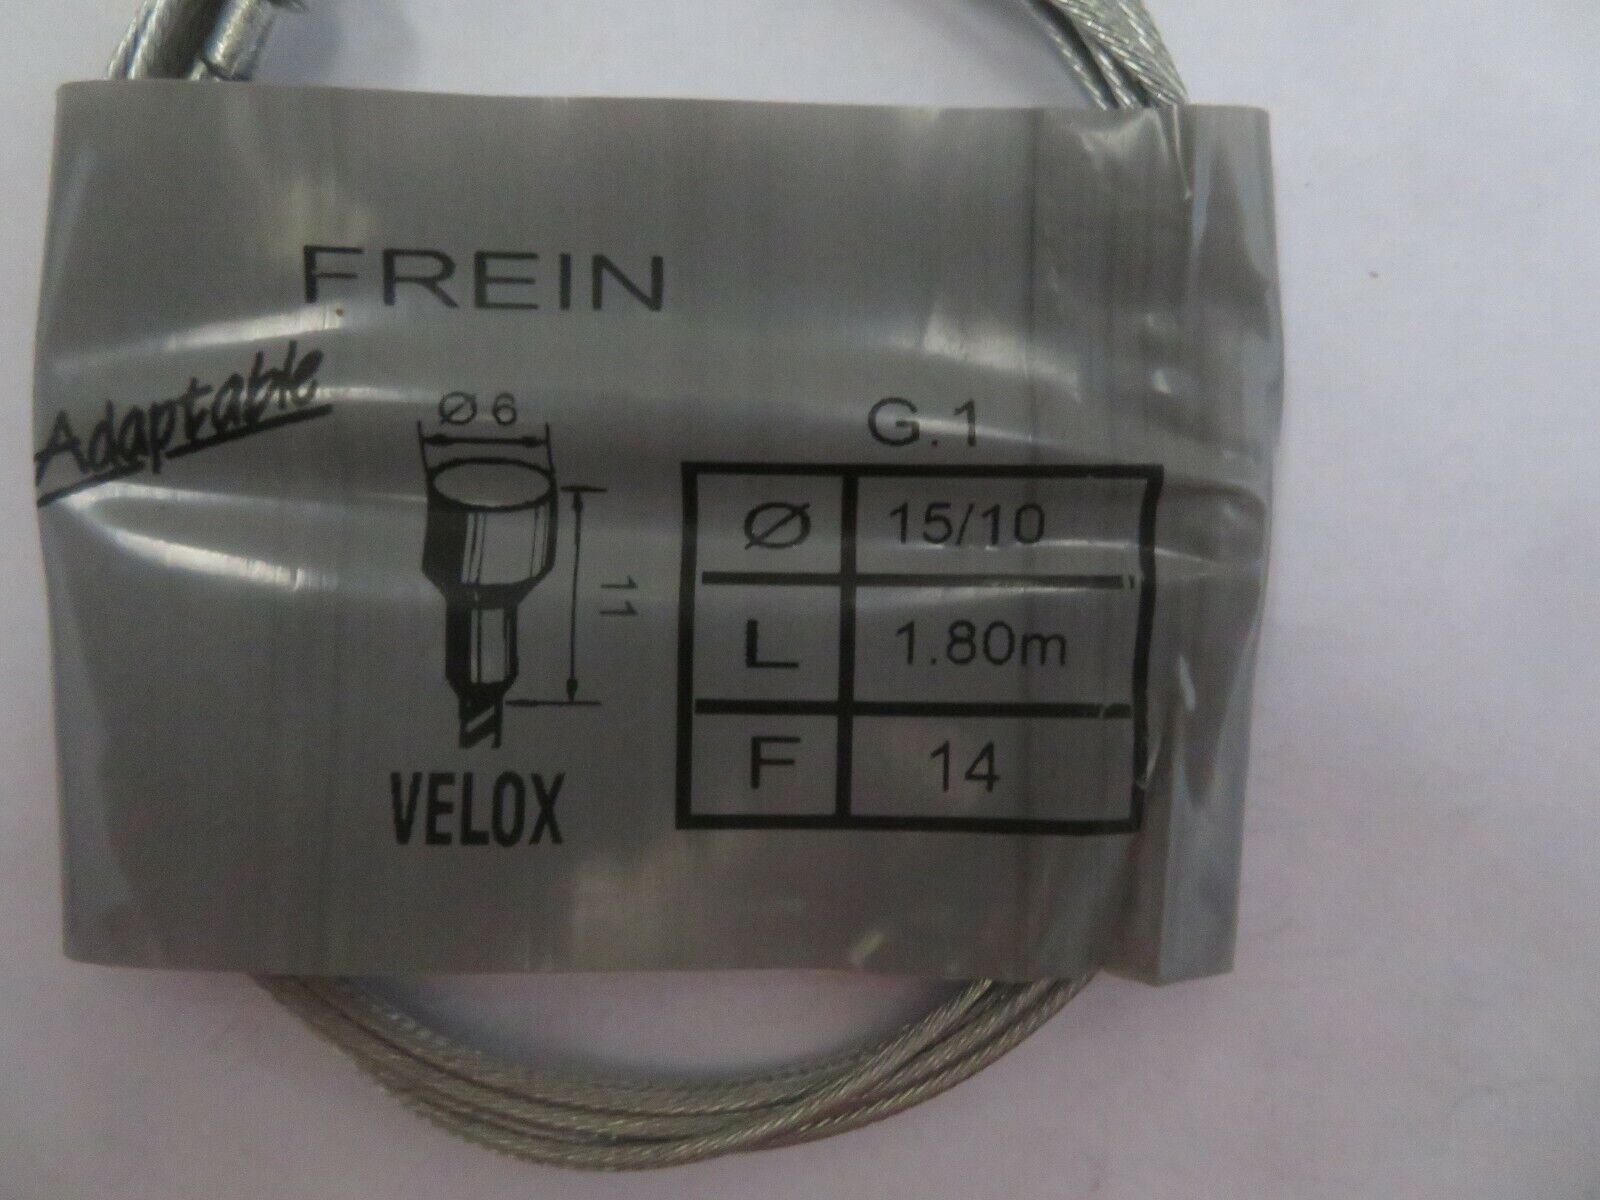 FREIN
Adaptable
Ø 6
11
VELOX
G.1
Ø 15/10
L 1.80m
F 14